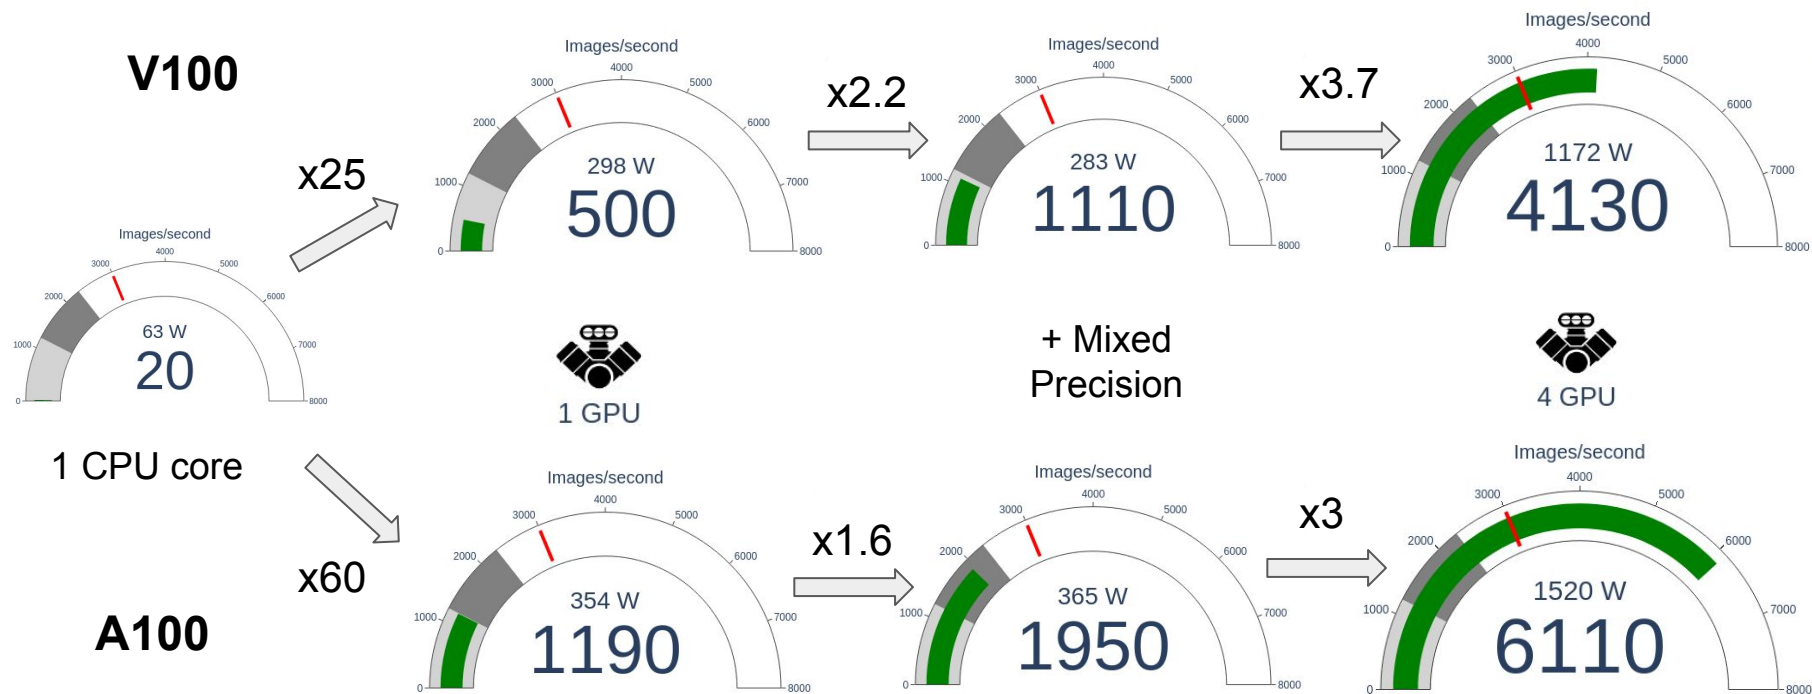 V100
Images/second
0
1000
2000
3000
4000
5000
6000
7000
8000
63 W
20
1 CPU core
x25
Images/second
0
1000
2000
3000
4000
5000
6000
7000
8000
298 W
500
x2.2
Images/second
0
1000
2000
3000
4000
5000
6000
7000
8000
283 W
1110
x3.7
Images/second
0
1000
2000
3000
4000
5000
6000
7000
8000
1172 W
4130
1 GPU
+ Mixed
Precision
4 GPU
A100
x60
Images/second
0
1000
2000
3000
4000
5000
6000
7000
8000
354 W
1190
x1.6
Images/second
0
1000
2000
3000
4000
5000
6000
7000
8000
365 W
1950
x3
Images/second
0
1000
2000
3000
4000
5000
6000
7000
8000
1520 W
6110